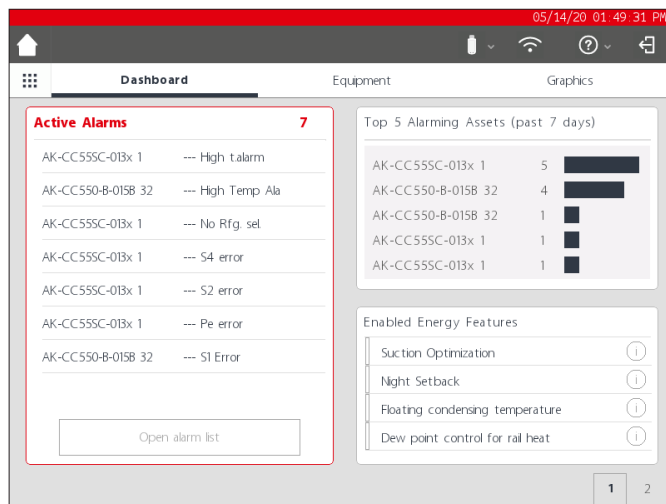 05/14/20 01:49:31 PM
Dashboard Equipment Graphics
Active Alarms 7
AK-CC55SC-013x 1 --- High t.alarm
AK-CC550-B-015B 32 --- High Temp Ala
AK-CC55SC-013x 1 --- No Rfg. sel.
AK-CC55SC-013x 1 --- S4 error
AK-CC55SC-013x 1 --- S2 error
AK-CC55SC-013x 1 --- Pe error
AK-CC550-B-015B 32 --- S1 Error
Open alarm list
Top 5 Alarming Assets (past 7 days)
AK-CC55SC-013x 1 5
AK-CC550-B-015B 32 4
AK-CC550-B-015B 32 1
AK-CC55SC-013x 1 1
AK-CC55SC-013x 1 1
Enabled Energy Features
Suction Optimization
Night Setback
Floating condensing temperature
Dew point control for rail heat
1 2